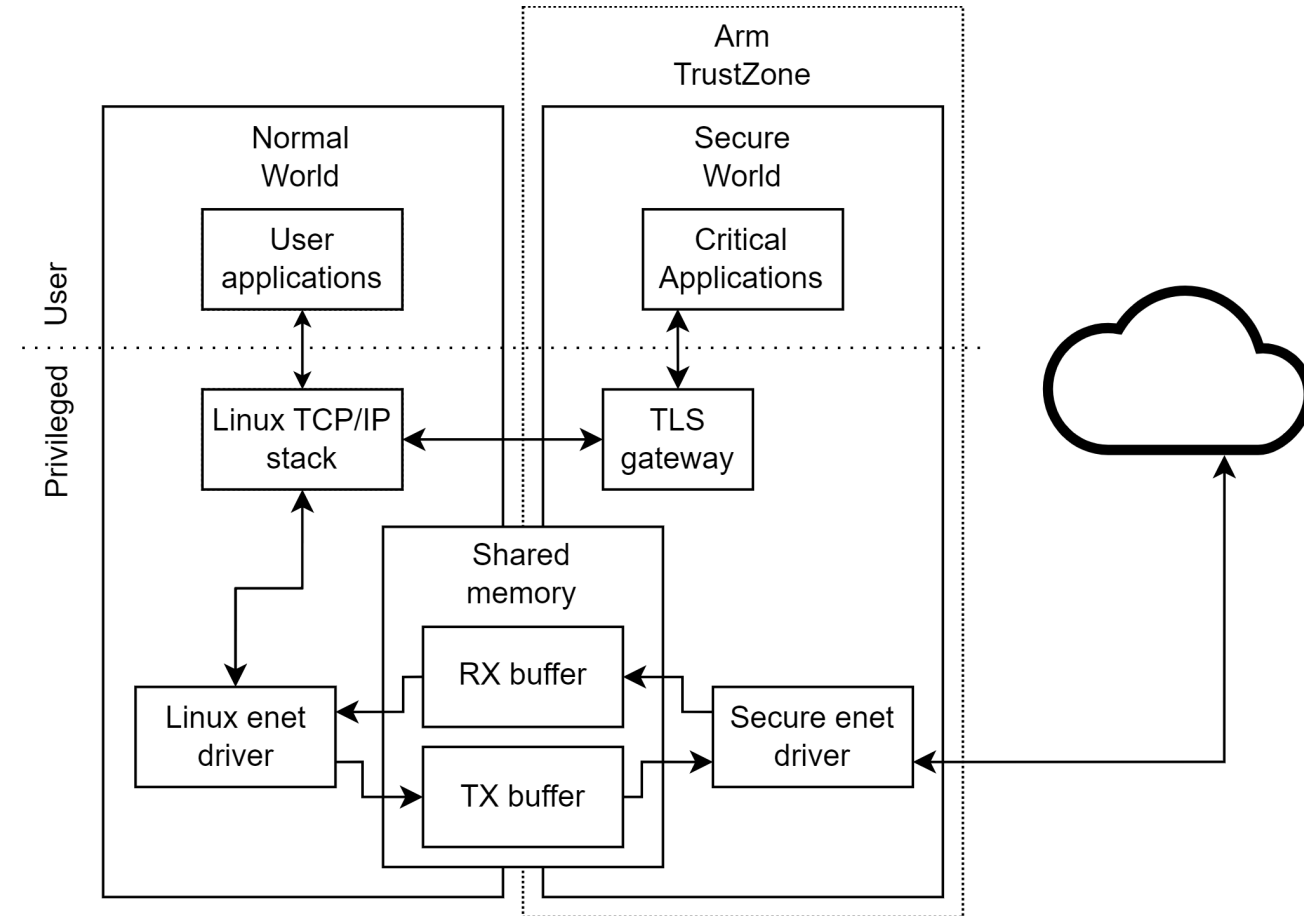 Arm
TrustZone
Normal
World
Secure
World
User
applications
Critical
Applications
User
Privileged
Linux TCP/IP
stack
TLS
gateway
Shared
memory
RX buffer
Linux enet
driver
Secure enet
driver
TX buffer